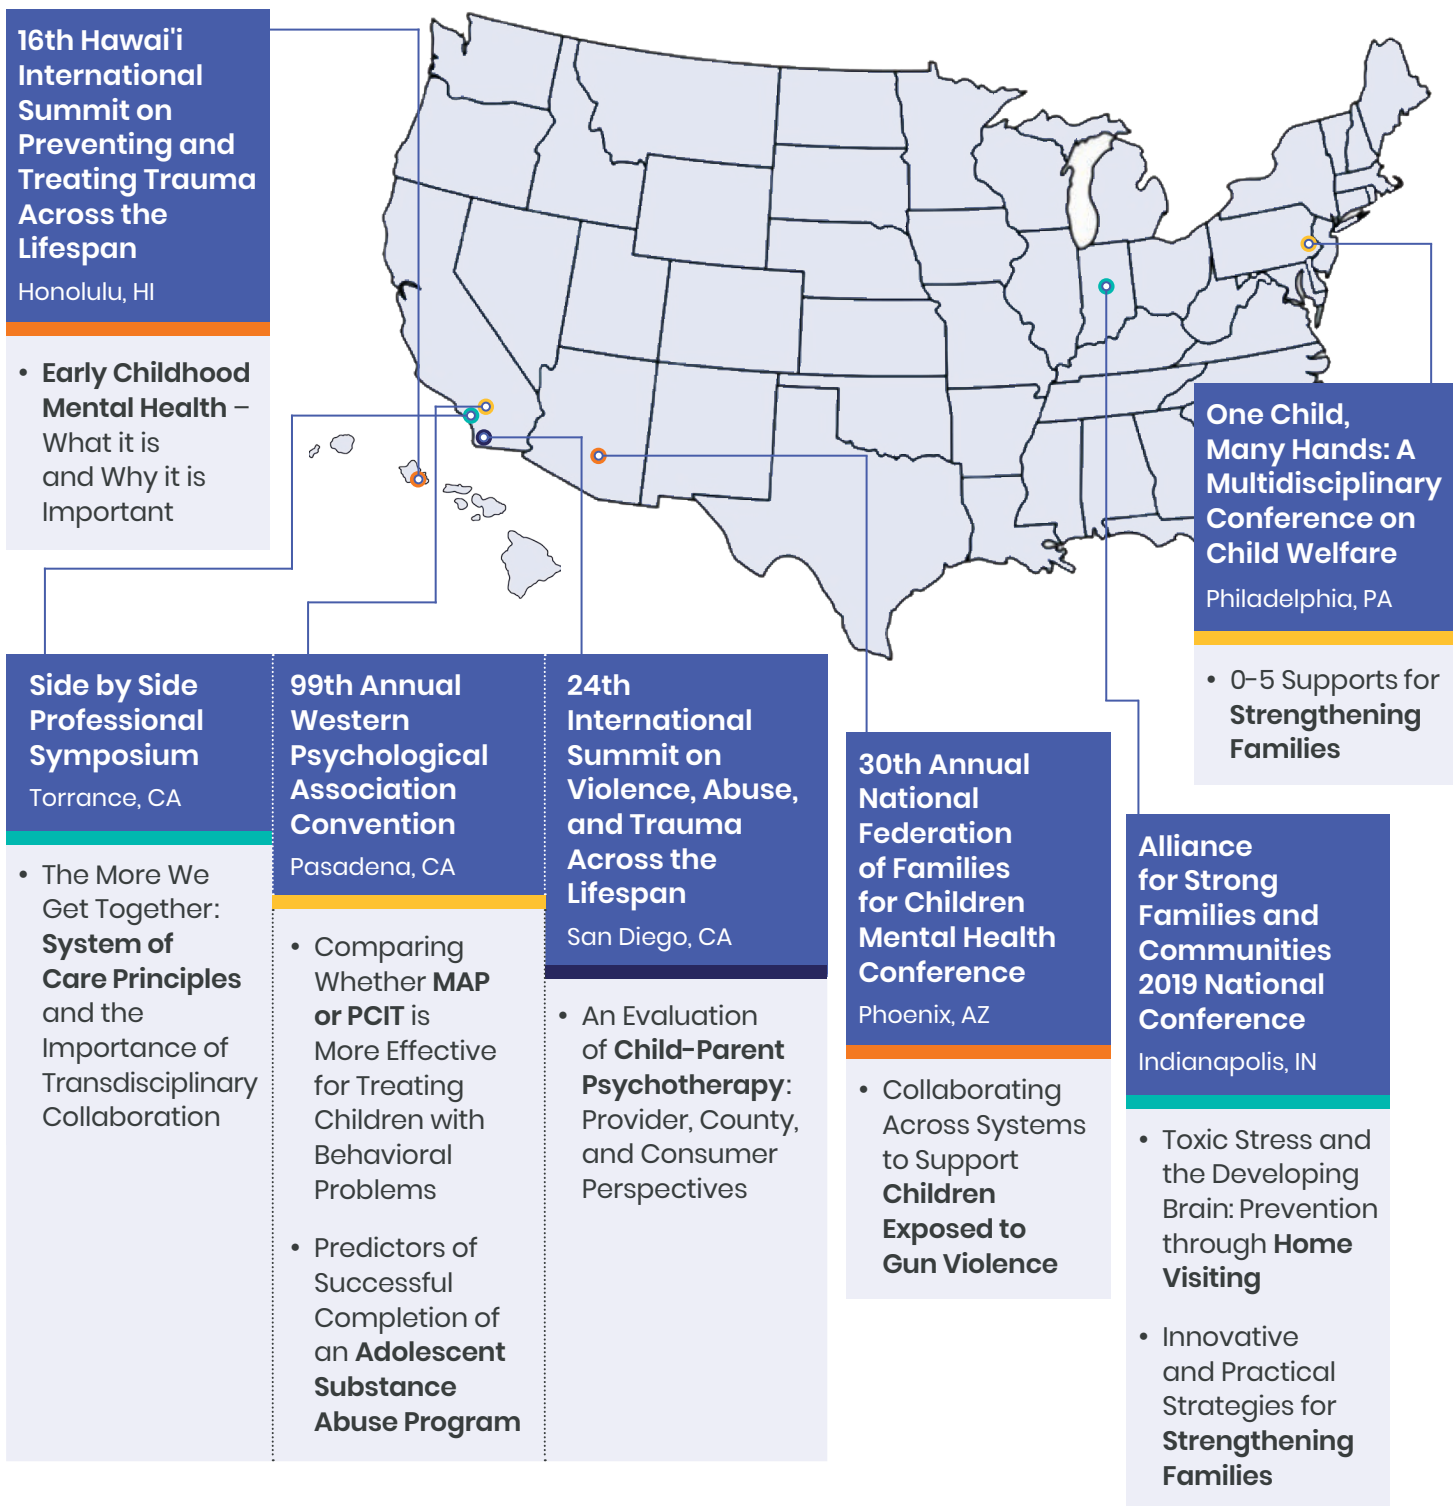 16th Hawai'i
International
Summit on
Preventing and
Treating Trauma
Across the
Lifespan
Honolulu, HI
• Early Childhood
Mental Health –
What it is
and Why it is
Important
One Child,
Many Hands: A
Multidisciplinary
Conference on
Child Welfare
Philadelphia, PA
• 0-5 Supports for
Strengthening
Families
Side by Side
Professional
Symposium
Torrance, CA
• The More We
Get Together:
System of
Care Principles
and the
Importance of
Transdisciplinary
Collaboration
99th Annual
Western
Psychological
Association
Convention
Pasadena, CA
• Comparing
Whether MAP
or PCIT is
More Effective
for Treating
Children with
Behavioral
Problems
• Predictors of
Successful
Completion of
an Adolescent
Substance
Abuse Program
24th
International
Summit on
Violence, Abuse,
and Trauma
Across the
Lifespan
San Diego, CA
• An Evaluation
of Child-Parent
Psychotherapy:
Provider, County,
and Consumer
Perspectives
30th Annual
National
Federation
of Families
for Children
Mental Health
Conference
Phoenix, AZ
• Collaborating
Across Systems
to Support
Children
Exposed to
Gun Violence
Alliance
for Strong
Families and
Communities
2019 National
Conference
Indianapolis, IN
• Toxic Stress and
the Developing
Brain: Prevention
through Home
Visiting
• Innovative
and Practical
Strategies for
Strengthening
Families